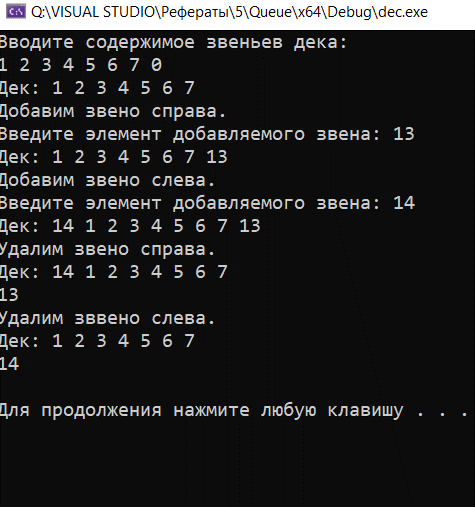 Q:\VISUAL STUDIO\Рефераты\5\Queue\x64\Debug\dec.exe
Вводите содержимое звеньев дека:
1 2 3 4 5 6 7 0
Дек: 1 2 3 4 5 6 7
Добавим звено справа.
Введите элемент добавляемого звена: 13
Дек: 1 2 3 4 5 6 7 13
Добавим звено слева.
Введите элемент добавляемого звена: 14
Дек: 14 1 2 3 4 5 6 7 13
Удалим звено справа.
Дек: 14 1 2 3 4 5 6 7
13
Удалим зввено слева.
Дек: 1 2 3 4 5 6 7
14
Для продолжения нажмите любую клавишу . . .